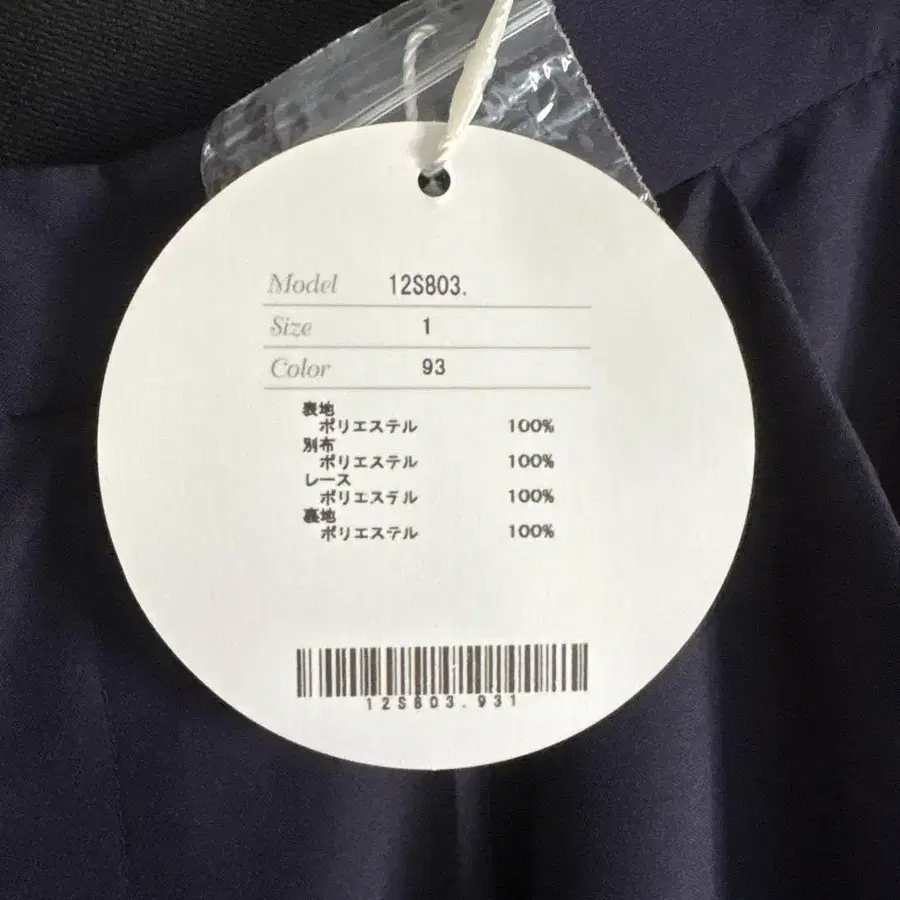 Model 12S803.
Size 1
Color 93
表地
ポリエステル 100%
別布
ポリエステル 100%
レース
ポリエステル 100%
裏地
ポリエステル 100%
12S803.931